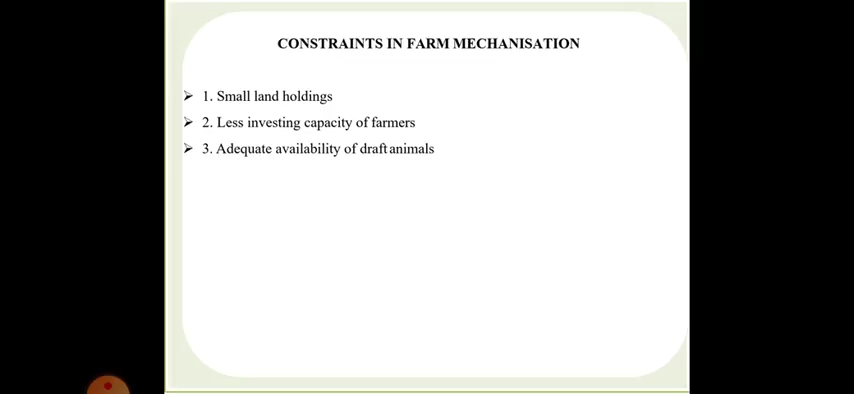 CONSTRAINTS IN FARM MECHANISATION
➢ 1. Small land holdings
➢ 2. Less investing capacity of farmers
➢ 3. Adequate availability of draft animals